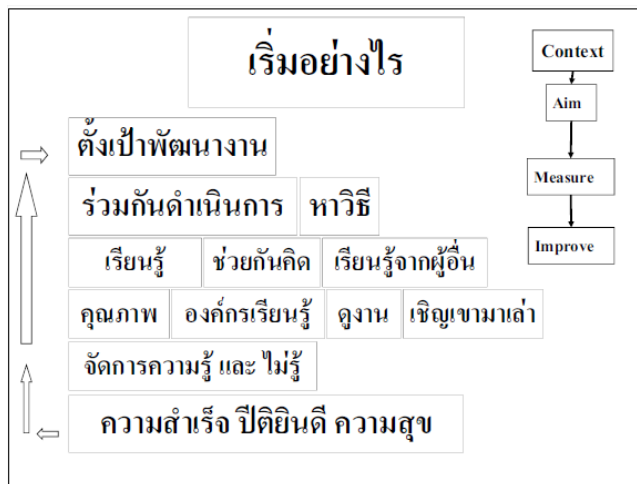 เริ่มอย่างไร
ตั้งเป้าพัฒนางาน
ร่วมกันดำเนินการ หาวิธี
เรียนรู้ ช่วยกันคิด เรียนรู้จากผู้อื่น
คุณภาพ องค์กรเรียนรู้ ดูงาน เชิญเขามาเล่า
จัดการความรู้ และ ไม่รู้
ความสำเร็จ ปีติยินดี ความสุข
Context
Aim
Measure
Improve